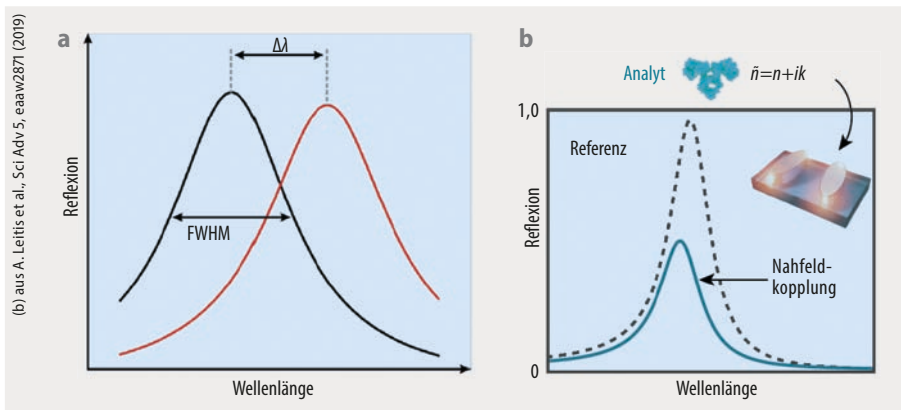 (b) aus A. Leitis et al., Sci Adv 5, eaaw2871 (2019)
a
Δλ
FWHM
Reflexion
Wellenlänge
b
Analyt
ñ=n+ik
1,0
Referenz
Nahfeld-
kopplung
Reflexion
0
Wellenlänge